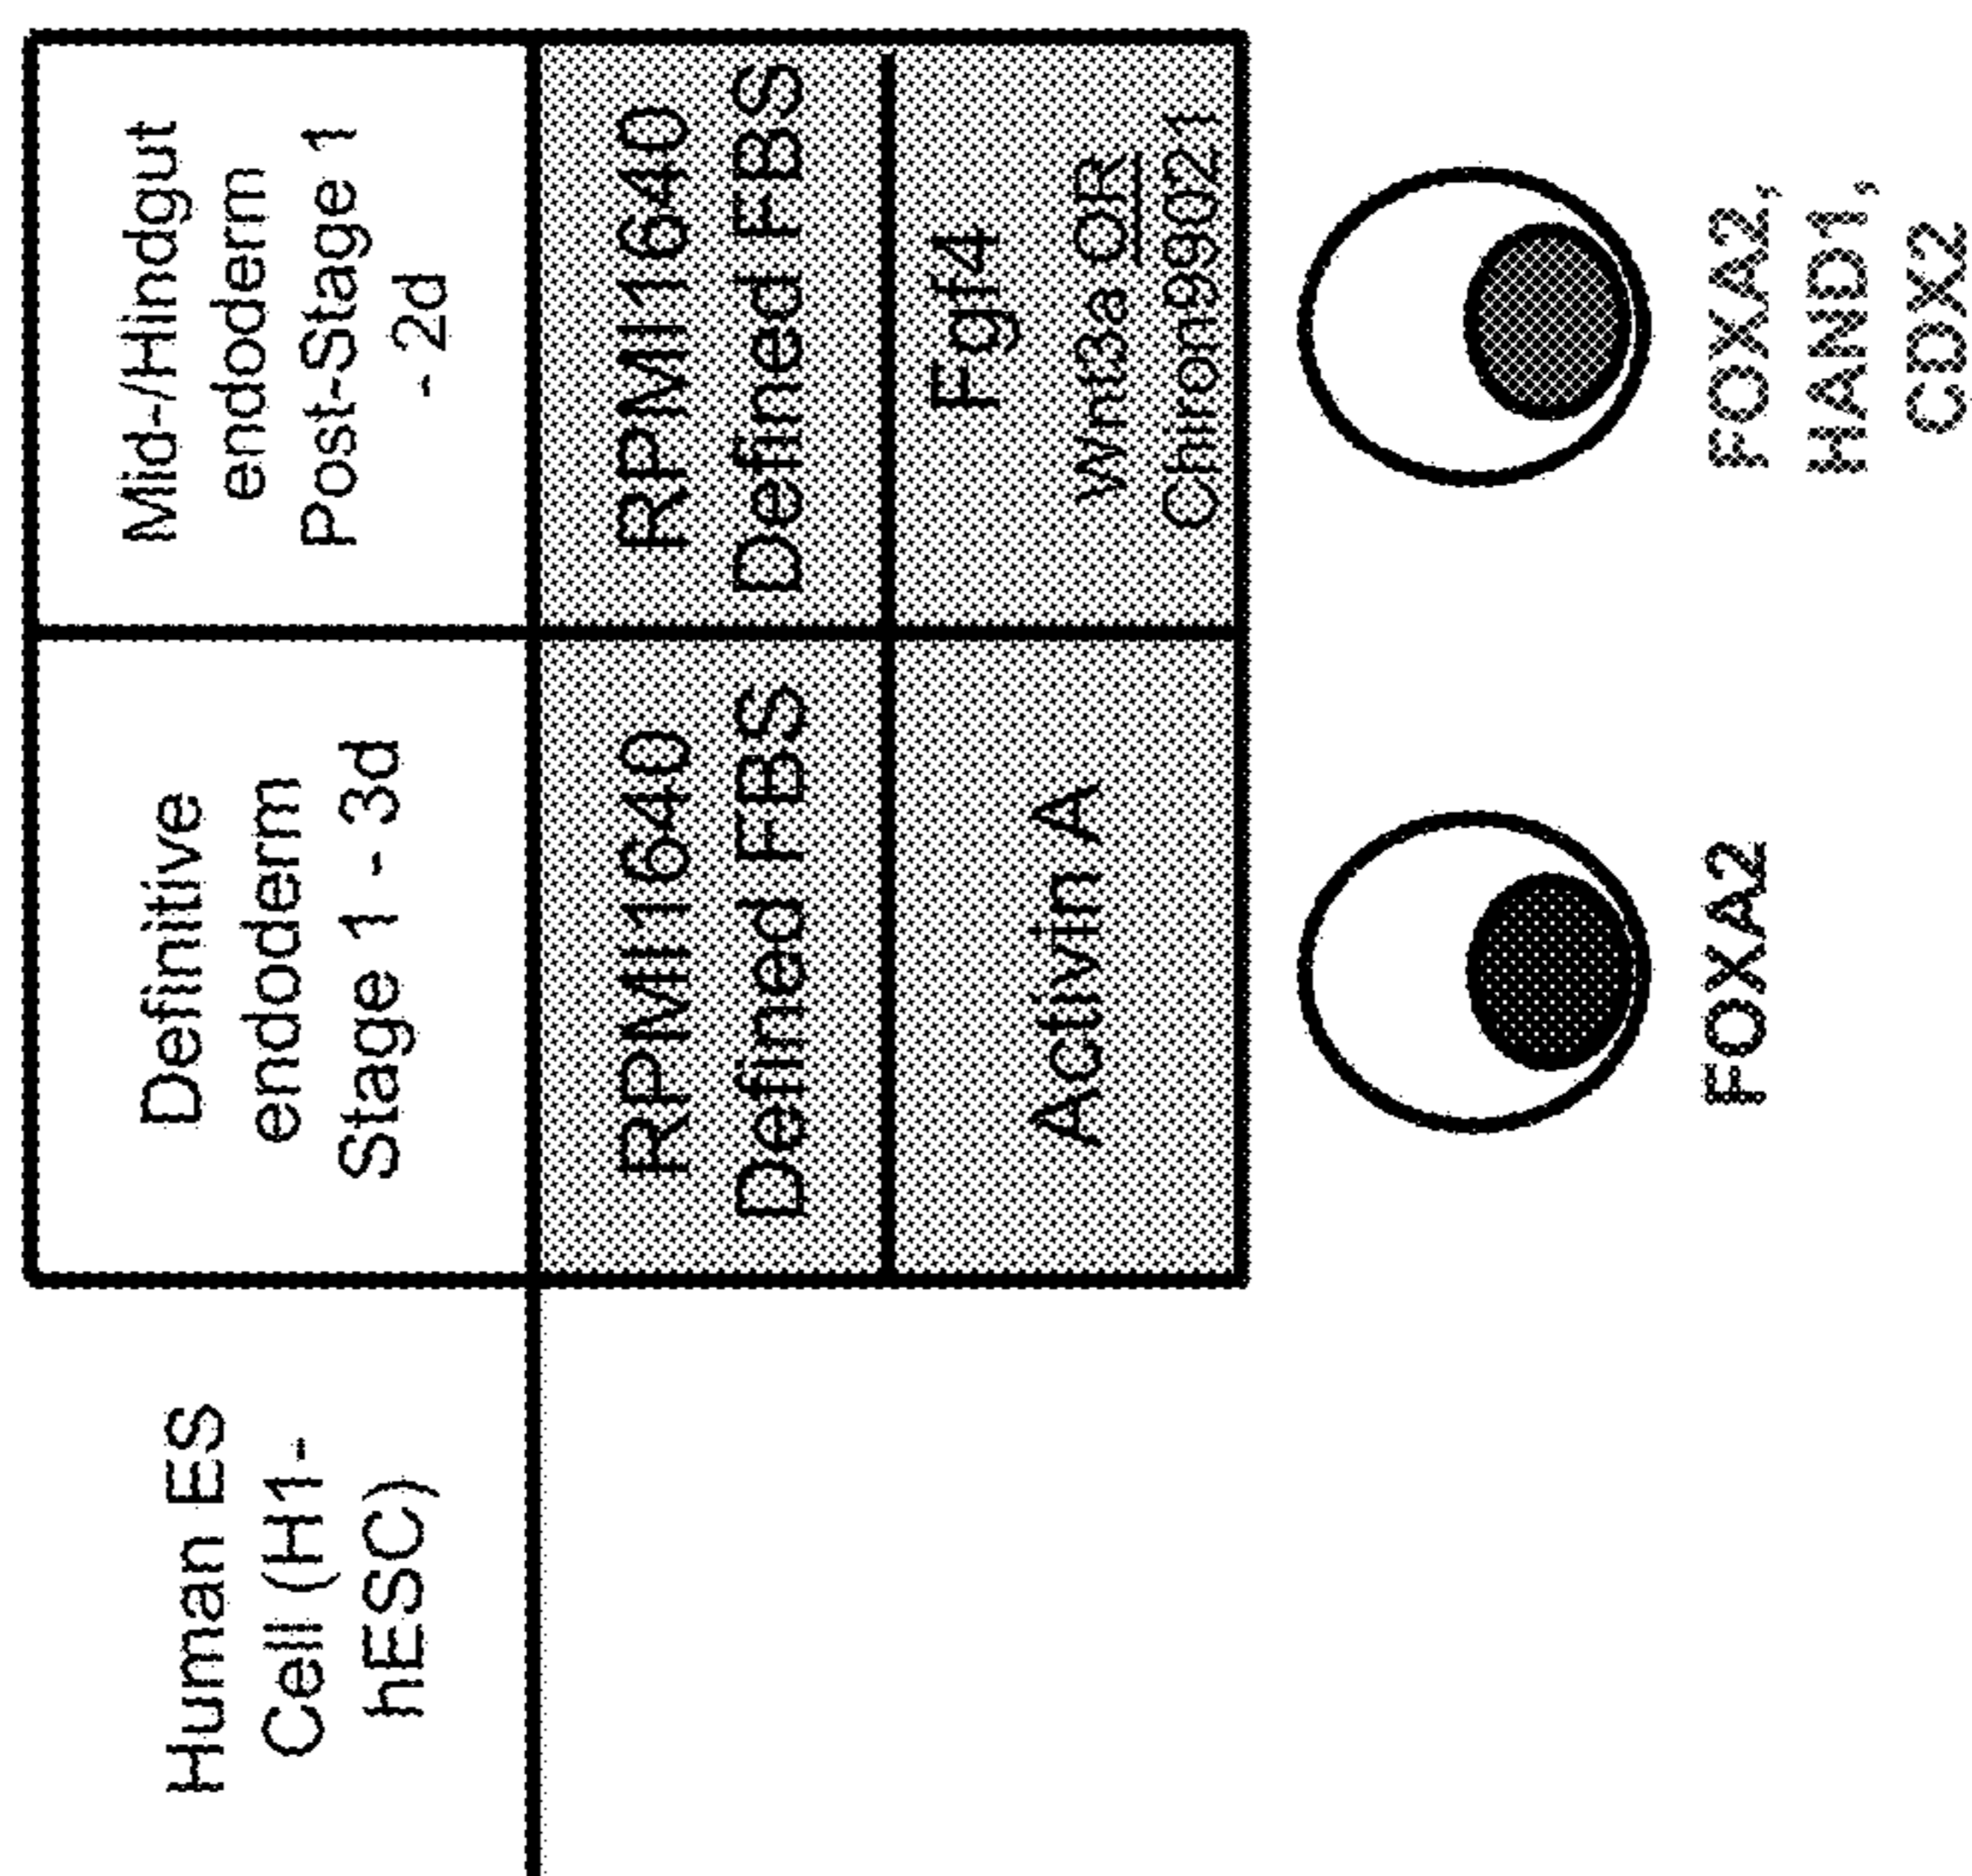 Human ES
Cell (H1-
hESC)
Definitive
endoderm
Stage 1 - 3d
Mid-/Hindgut
endoderm
Post-Stage 1
- 2d
RPMI1640
Defined FBS
RPMI1640
Defined FBS
Activin A
Fgf4
Wnt3a OR
Chiron99021
FOXA2
FOXA2,
HAND1,
CDX2